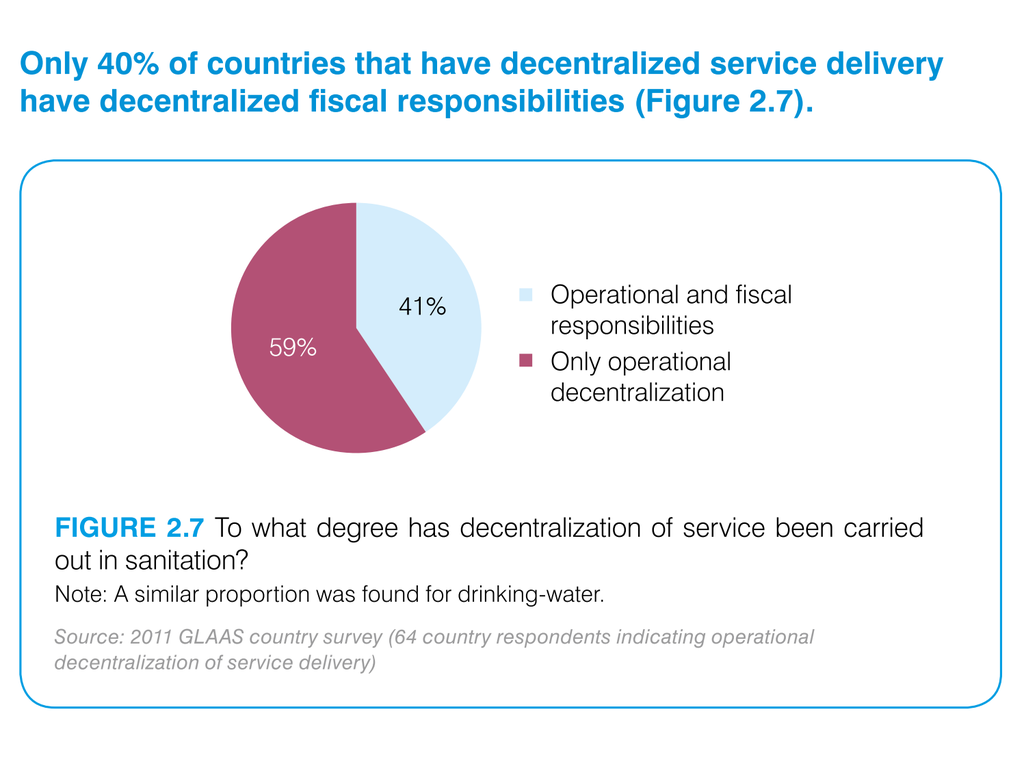 Only 40% of countries that have decentralized service delivery
have decentralized fiscal responsibilities (Figure 2.7).
41%
59%
Operational and fiscal
responsibilities
Only operational
decentralization
FIGURE 2.7 To what degree has decentralization of service been carried
out in sanitation?
Note: A similar proportion was found for drinking-water.
Source: 2011 GLAAS country survey (64 country respondents indicating operational
decentralization of service delivery)